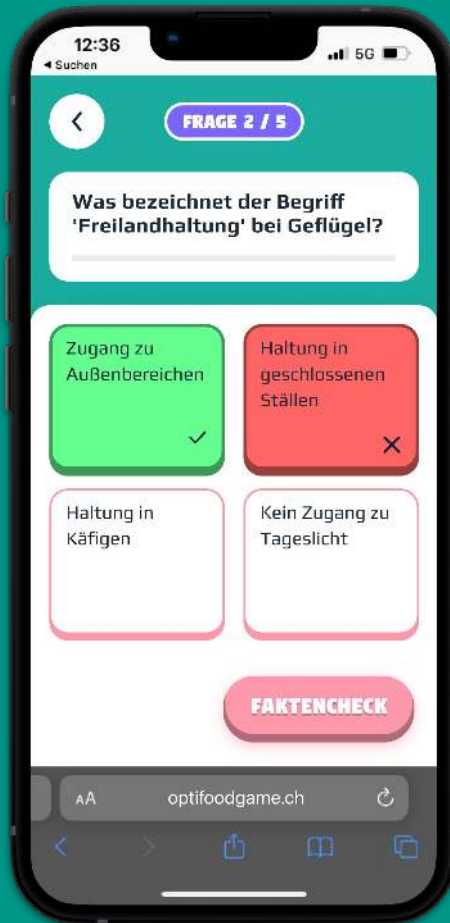 12:36
5G
◀ Suchen
FRAGE 2 / 5
Was bezeichnet der Begriff
'Freilandhaltung' bei Geflügel?
Zugang zu
Außenbereichen
Haltung in
geschlossenen
Ställen
Haltung in
Käfigen
Kein Zugang zu
Tageslicht
FAKTENCHECK
AA
optifoodgame.ch